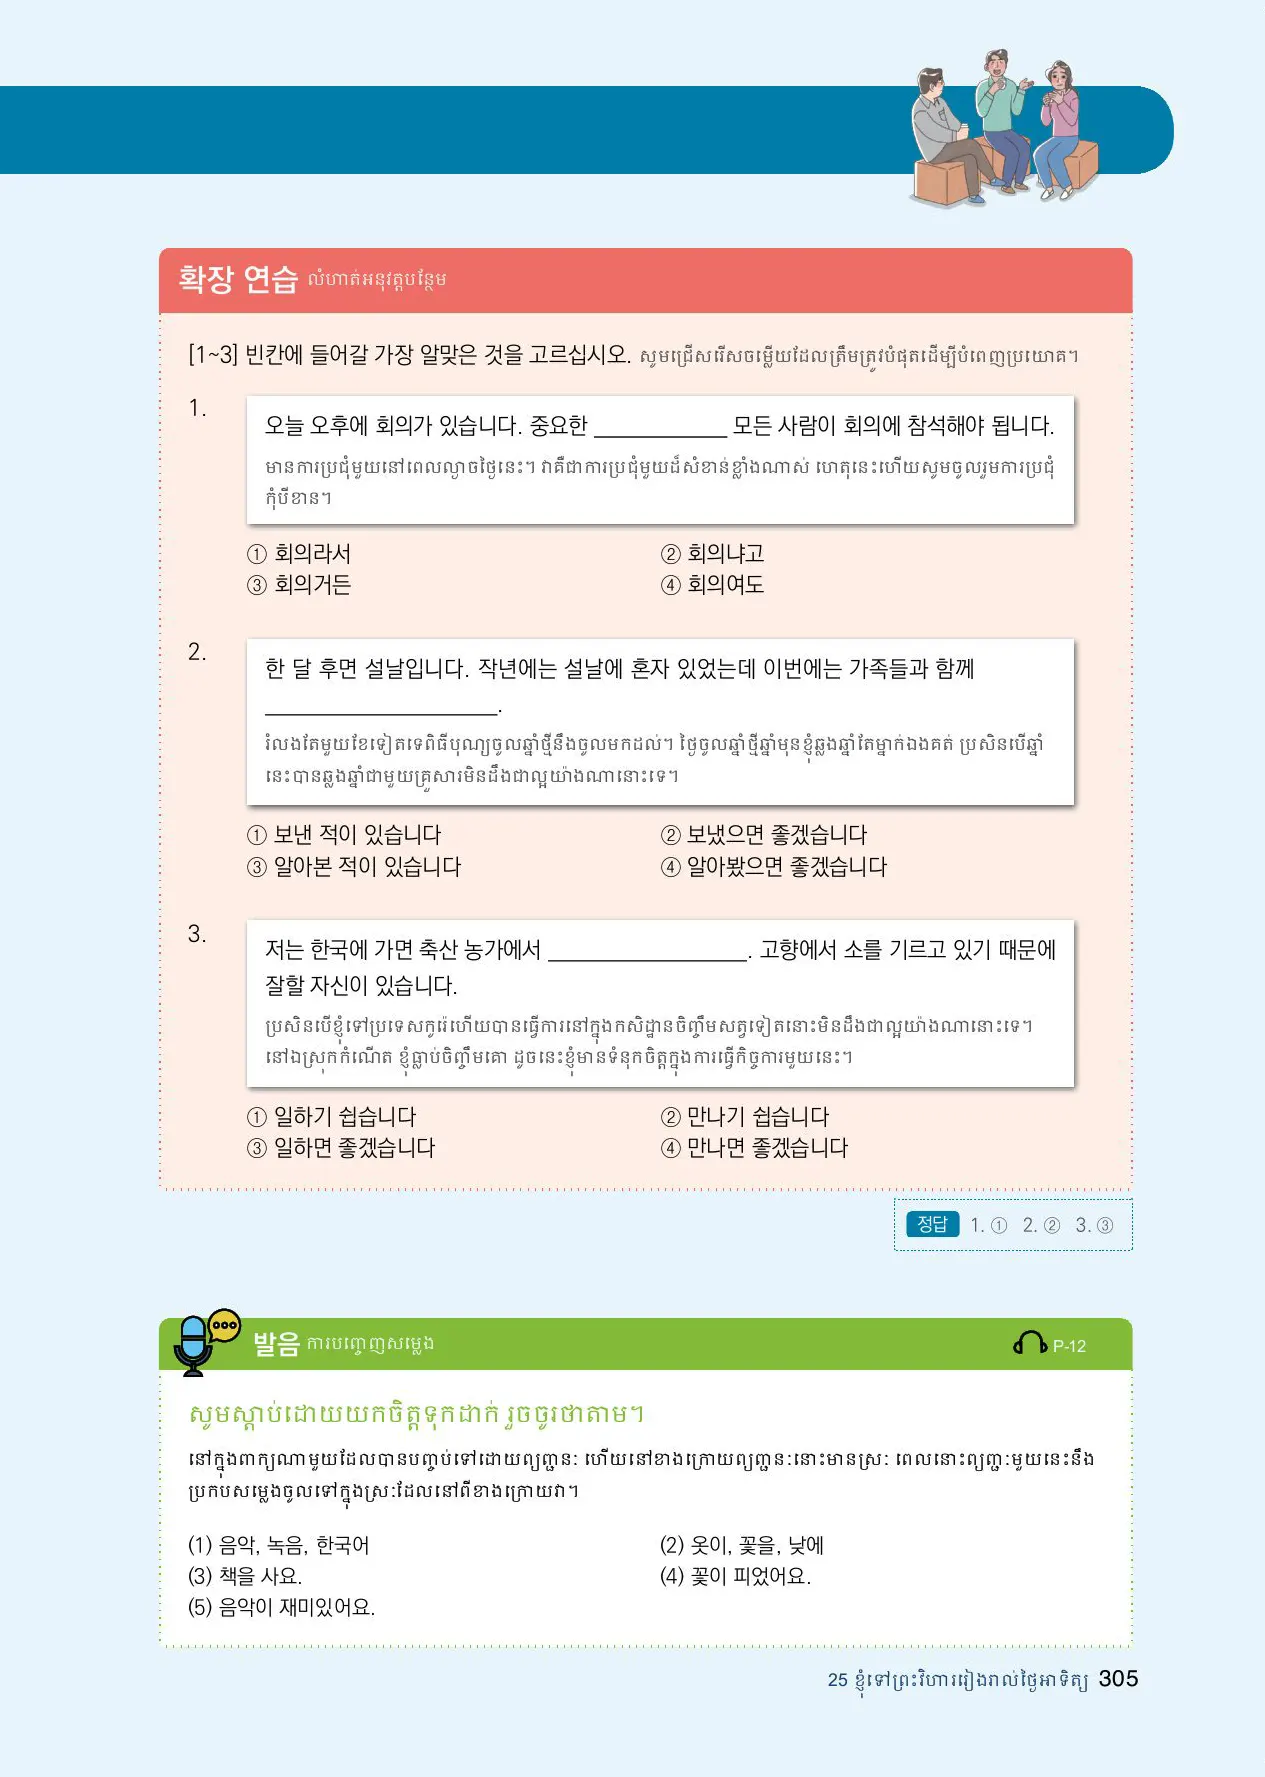 확장 연습 លំហាត់អនុវត្តបន្ថែម
[1~3] 빈칸에 들어갈 가장 알맞은 것을 고르십시오. សូមជ្រើសរើសចម្លើយដែលត្រឹមត្រូវបំផុតដើម្បីបំពេញប្រយោគ។
1.
오늘 오후에 회의가 있습니다. 중요한 ____________ 모든 사람이 회의에 참석해야 됩니다.
មានការប្រជុំមួយនៅពេលល្ងាចថ្ងៃនេះ។ វាគឺជាការប្រជុំមួយដ៏សំខាន់ខ្លាំងណាស់ ហេតុនេះហើយសូមចូលរួមការប្រជុំ
កុំបីខាន។
① 회의라서 ② 회의냐고
③ 회의거든 ④ 회의여도
2.
한 달 후면 설날입니다. 작년에는 설날에 혼자 있었는데 이번에는 가족들과 함께
____________________.
រំលងតែមួយខែទៀតទេពិធីបុណ្យចូលឆ្នាំថ្មីនឹងចូលមកដល់។ ថ្ងៃចូលឆ្នាំថ្មីឆ្នាំមុនខ្ញុំឆ្លងឆ្នាំតែម្នាក់ឯងគត់ ប្រសិនបើឆ្នាំ
នេះបានឆ្លងឆ្នាំជាមួយគ្រួសារមិនដឹងជាល្អយ៉ាងណានោះទេ។
① 보낸 적이 있습니다 ② 보냈으면 좋겠습니다
③ 알아본 적이 있습니다 ④ 알아봤으면 좋겠습니다
3.
저는 한국에 가면 축산 농가에서 __________________. 고향에서 소를 기르고 있기 때문에
잘할 자신이 있습니다.
ប្រសិនបើខ្ញុំទៅប្រទេសកូរ៉េហើយបានធ្វើការនៅក្នុងកសិដ្ឋានចិញ្ចឹមសត្វទៀតនោះមិនដឹងជាល្អយ៉ាងណានោះទេ។
នៅឯស្រុកកំណើត ខ្ញុំធ្លាប់ចិញ្ចឹមគោ ដូចនេះខ្ញុំមានទំនុកចិត្តក្នុងការធ្វើកិច្ចការមួយនេះ។
① 일하기 쉽습니다 ② 만나기 쉽습니다
③ 일하면 좋겠습니다 ④ 만나면 좋겠습니다
정답 1. ① 2. ② 3. ③
발음 ការបញ្ចេញសម្លេង P-12
សូមស្តាប់ដោយយកចិត្តទុកដាក់ រួចចូរថាតាម។
នៅក្នុងពាក្យណាមួយដែលបានបញ្ចប់ទៅដោយព្យញ្ជនៈ ហើយនៅខាងក្រោយព្យញ្ជនៈនោះមានស្រៈ ពេលនោះព្យញ្ជៈមួយនេះនឹង
ប្រកបសម្លេងចូលទៅក្នុងស្រៈដែលនៅពីខាងក្រោយវា។
(1) 음악, 녹음, 한국어 (2) 옷이, 꽃을, 낮에
(3) 책을 사요. (4) 꽃이 피었어요.
(5) 음악이 재미있어요.
25 ខ្ញុំទៅព្រះវិហាររៀងរាល់ថ្ងៃអាទិត្យ 305